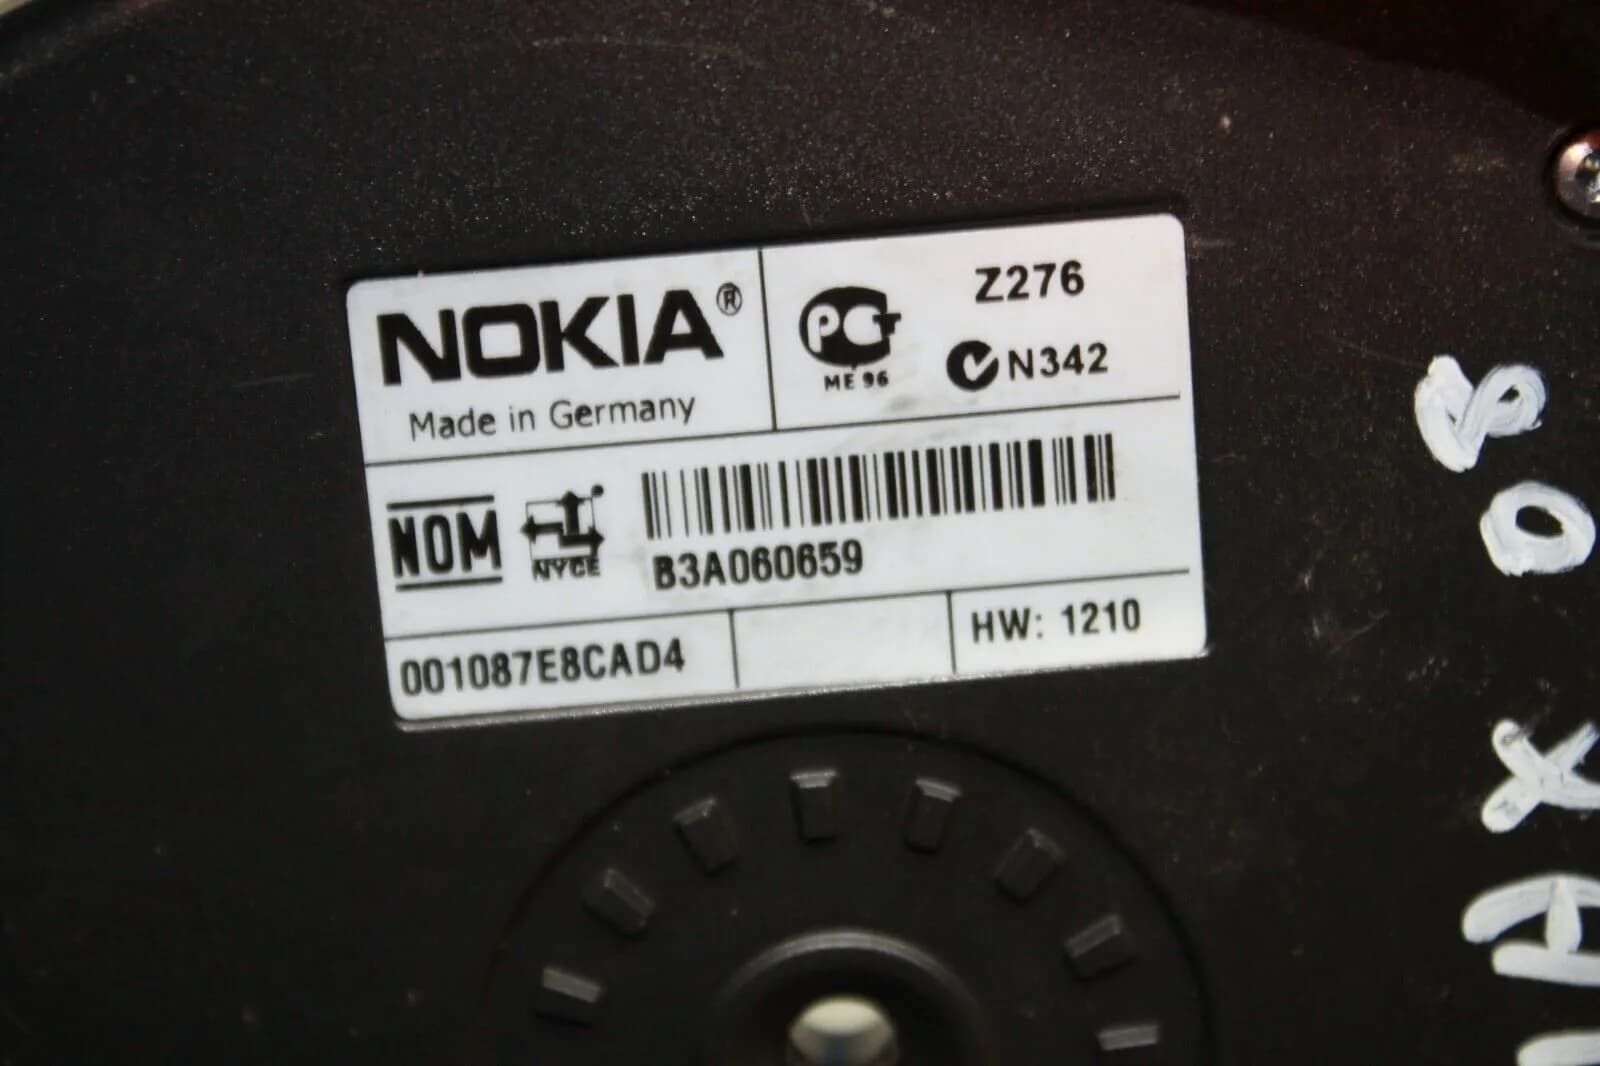 NOKIA®
Made in Germany
PCT
ME 96
Z276
N342
NOM
NYCE
B3A060659
001087E8CAD4
HW: 1210